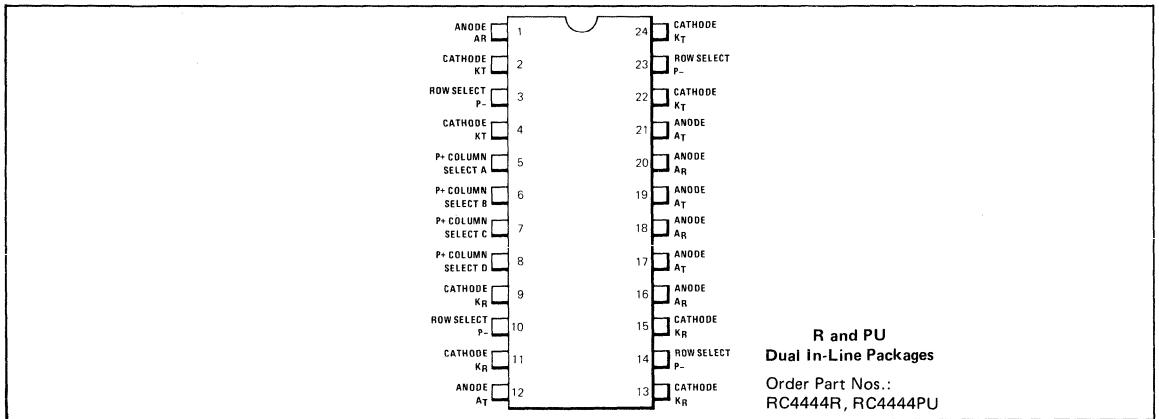 ANODE
AR
1
CATHODE
KT
2
ROW SELECT
P-
3
CATHODE
KT
4
P+ COLUMN
SELECT A
5
P+ COLUMN
SELECT B
6
P+ COLUMN
SELECT C
7
P+ COLUMN
SELECT D
8
CATHODE
KR
9
ROW SELECT
P-
10
CATHODE
KR
11
ANODE
AT
12
24
CATHODE
KT
23
ROW SELECT
P-
22
CATHODE
KT
21
ANODE
AT
20
ANODE
AR
19
ANODE
AT
18
ANODE
AR
17
ANODE
AT
16
ANODE
AR
15
CATHODE
KR
14
ROW SELECT
P-
13
CATHODE
KR
R and PU
Dual In-Line Packages
Order Part Nos.:
RC4444R, RC4444PU